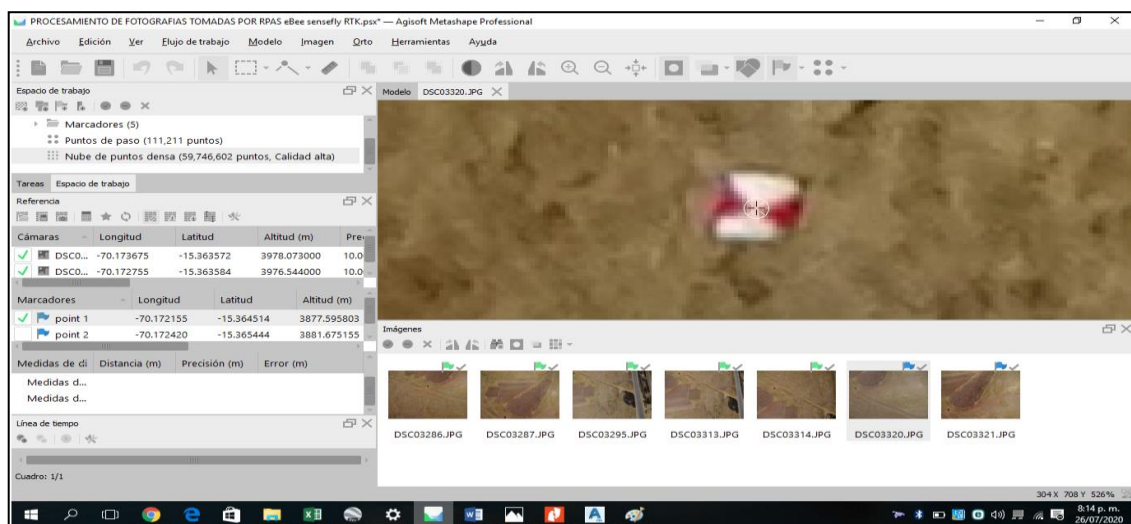 PROCESAMIENTO DE FOTOGRAFIAS TOMADAS POR RPAS eBee sensefly RTK.psx* — Agisoft Metashape Professional
Archivo Edición Ver Flujo de trabajo Modelo Imagen Orto Herramientas Ayuda
Espacio de trabajo
Marcadores (5)
Puntos de paso (111,211 puntos)
Nube de puntos densa (59,746,602 puntos, Calidad alta)
Tareas Espacio de trabajo
Referencia
Cámaras Longitud Latitud Altitud (m) Pre
DSC0... -70.173675 -15.363572 3978.073000 10.0
DSC0... -70.172755 -15.363584 3976.544000 10.0
Marcadores Longitud Latitud Altitud (m)
point 1 -70.172155 -15.364514 3877.595803
point 2 -70.172420 -15.365444 3881.675155
Medidas de di Distancia (m) Precisión (m) Error (m)
Medidas d...
Medidas d...
Línea de tiempo
Cuadro: 1/1
Modelo DSC03320.JPG
Imágenes
DSC03286.JPG DSC03287.JPG DSC03295.JPG DSC03313.JPG DSC03314.JPG DSC03320.JPG DSC03321.JPG
304 X 708 Y 526%
8:14 p. m.
26/07/2020